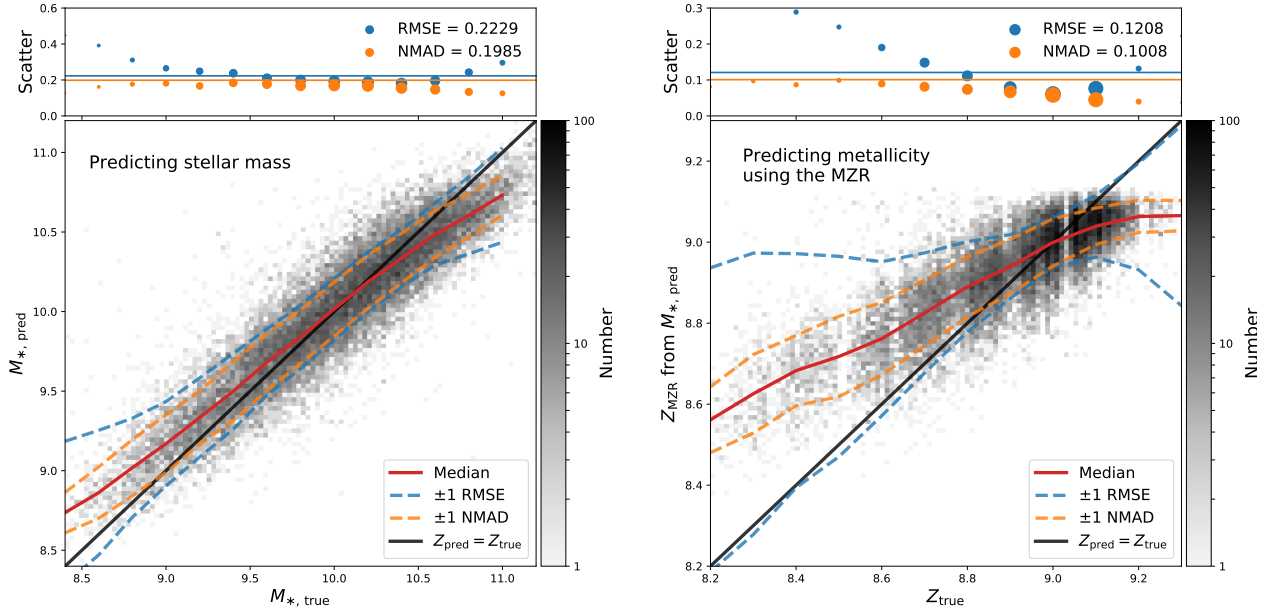 0.6
0.4
0.2
0.0
Scatter
RMSE = 0.2229
NMAD = 0.1985
11.0
10.5
10.0
9.5
9.0
8.5
M*, pred
Predicting stellar mass
Median
±1 RMSE
±1 NMAD
Zpred = Ztrue
8.5 9.0 9.5 10.0 10.5 11.0
M*, true
100
10
1
Number
0.3
0.2
0.1
0.0
Scatter
RMSE = 0.1208
NMAD = 0.1008
9.2
9.0
8.8
8.6
8.4
8.2
ZMZR from M*, pred
Predicting metallicity
using the MZR
Median
±1 RMSE
±1 NMAD
Zpred = Ztrue
8.2 8.4 8.6 8.8 9.0 9.2
Ztrue
100
10
1
Number